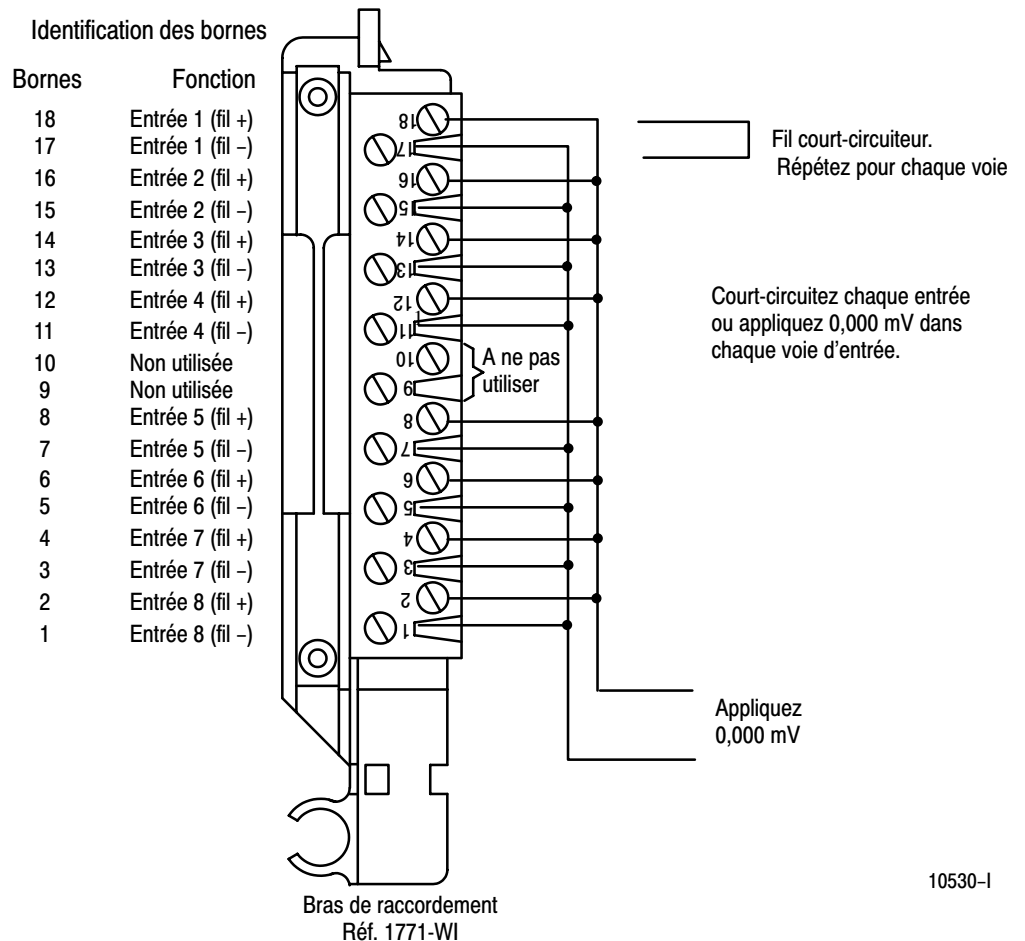 Identification des bornes
Bornes Fonction
18 Entrée 1 (fil +)
17 Entrée 1 (fil –)
16 Entrée 2 (fil +)
15 Entrée 2 (fil –)
14 Entrée 3 (fil +)
13 Entrée 3 (fil –)
12 Entrée 4 (fil +)
11 Entrée 4 (fil –)
10 Non utilisée
9 Non utilisée
8 Entrée 5 (fil +)
7 Entrée 5 (fil –)
6 Entrée 6 (fil +)
5 Entrée 6 (fil –)
4 Entrée 7 (fil +)
3 Entrée 7 (fil –)
2 Entrée 8 (fil +)
1 Entrée 8 (fil –)
18
17
16
15
14
13
12
11
10
9
8
7
6
5
4
3
2
1
A ne pas
utiliser
Fil court-circuiteur.
Répétez pour chaque voie
Court-circuitez chaque entrée
ou appliquez 0,000 mV dans
chaque voie d'entrée.
Appliquez
0,000 mV
Bras de raccordement
Réf. 1771-WI
10530–I